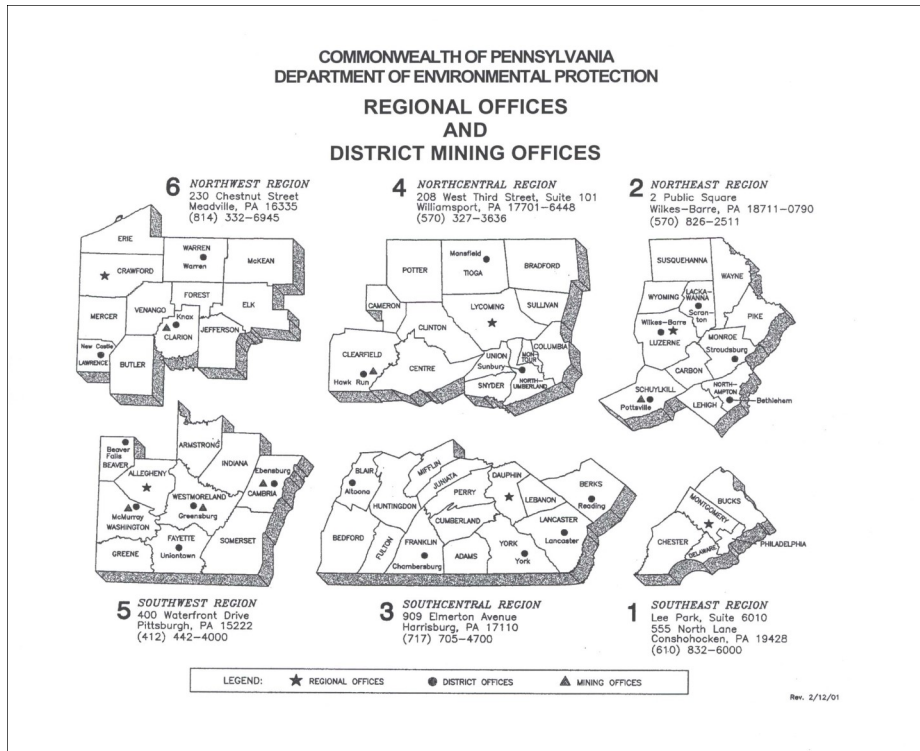 COMMONWEALTH OF PENNSYLVANIA
DEPARTMENT OF ENVIRONMENTAL PROTECTION
REGIONAL OFFICES
AND
DISTRICT MINING OFFICES
6 NORTHWEST REGION
230 Chestnut Street
Meadville, PA 16335
(814) 332-6945
ERIE
CRAWFORD
WARREN
Warren
McKEAN
MERCER
VENANGO
FOREST
ELK
Knox
CLARION
JEFFERSON
New Castle
LAWRENCE
BUTLER
4 NORTHCENTRAL REGION
208 West Third Street, Suite 101
Williamsport, PA 17701-6448
(570) 327-3636
POTTER
Mansfield
TIOGA
BRADFORD
CAMERON
LYCOMING
SULLIVAN
CLINTON
CLEARFIELD
Hawk Run
CENTRE
UNION
Sunbury
MON-
TOUR
COLUMBIA
SNYDER
NORTH-
UMBERLAND
2 NORTHEAST REGION
2 Public Square
Wilkes-Barre, PA 18711-0790
(570) 826-2511
SUSQUEHANNA
WAYNE
WYOMING
LACKA-
WANNA
Scran-
ton
PIKE
Wilkes-Barre
LUZERNE
MONROE
Stroudsburg
CARBON
SCHUYLKILL
Pottsville
NORTH-
AMPTON
LEHIGH
Bethlehem
Beaver
Falls
BEAVER
ARMSTRONG
ALLEGHENY
INDIANA
Ebensburg
CAMBRIA
WESTMORELAND
Greensburg
McMurray
WASHINGTON
FAYETTE
Uniontown
GREENE
SOMERSET
5 SOUTHWEST REGION
400 Waterfront Drive
Pittsburgh, PA 15222
(412) 442-4000
BLAIR
Altoona
HUNTINGDON
MIFFLIN
JUNIATA
PERRY
DAUPHIN
LEBANON
BERKS
Reading
BEDFORD
FULTON
FRANKLIN
Chambersburg
CUMBERLAND
ADAMS
YORK
York
LANCASTER
Lancaster
3 SOUTHCENTRAL REGION
909 Elmerton Avenue
Harrisburg, PA 17110
(717) 705-4700
BUCKS
MONTGOMERY
CHESTER
DELAWARE
PHILADELPHIA
1 SOUTHEAST REGION
Lee Park, Suite 6010
555 North Lane
Conshohocken, PA 19428
(610) 832-6000
LEGEND: REGIONAL OFFICES DISTRICT OFFICES MINING OFFICES
Rev. 2/12/01